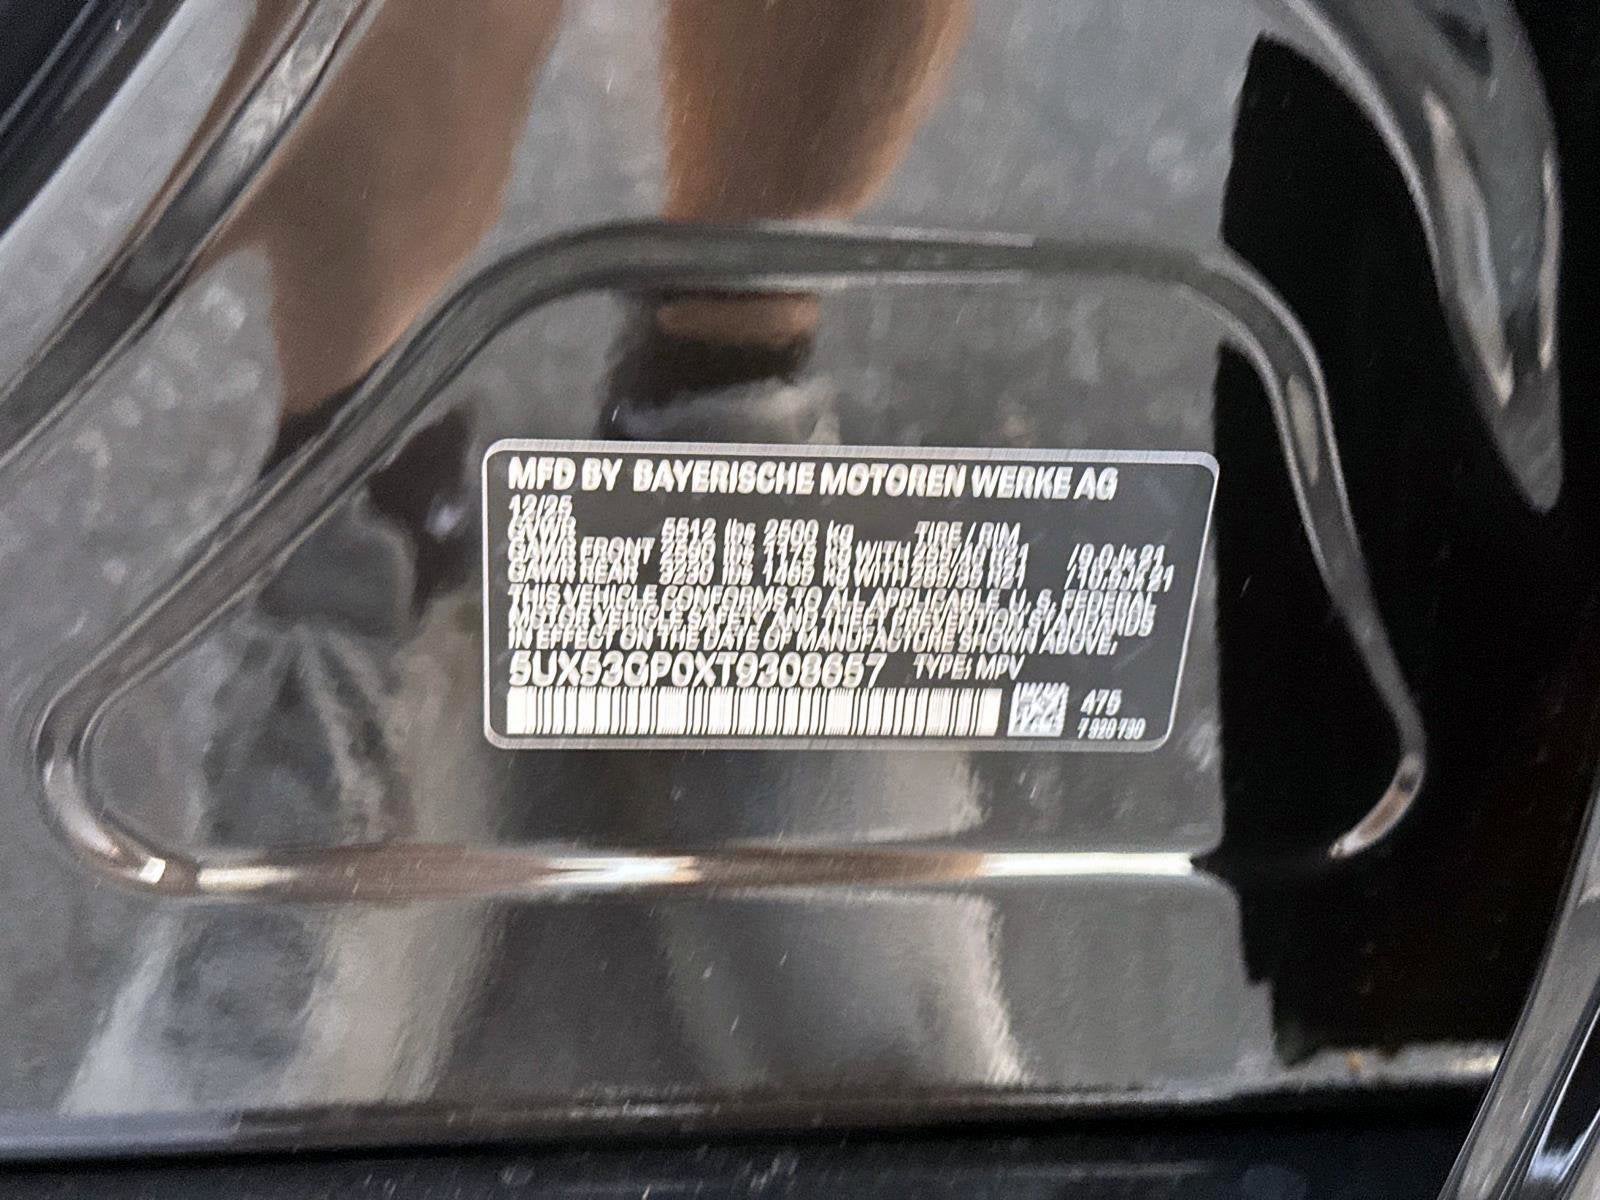 MFD BY BAYERISCHE MOTOREN WERKE AG
12/25
GVWR 5512 lbs 2500 kg TIRE / RIM
GAWR FRONT 2590 lbs 1175 kg WITH 255/40 R21 /9.0Jx21
GAWR REAR 3230 lbs 1465 kg WITH 285/35 R21 /10.5Jx21
THIS VEHICLE CONFORMS TO ALL APPLICABLE U. S. FEDERAL
MOTOR VEHICLE SAFETY AND THEFT PREVENTION STANDARDS
IN EFFECT ON THE DATE OF MANUFACTURE SHOWN ABOVE:
5UX53GP0XT9308657 TYPE: MPV
475